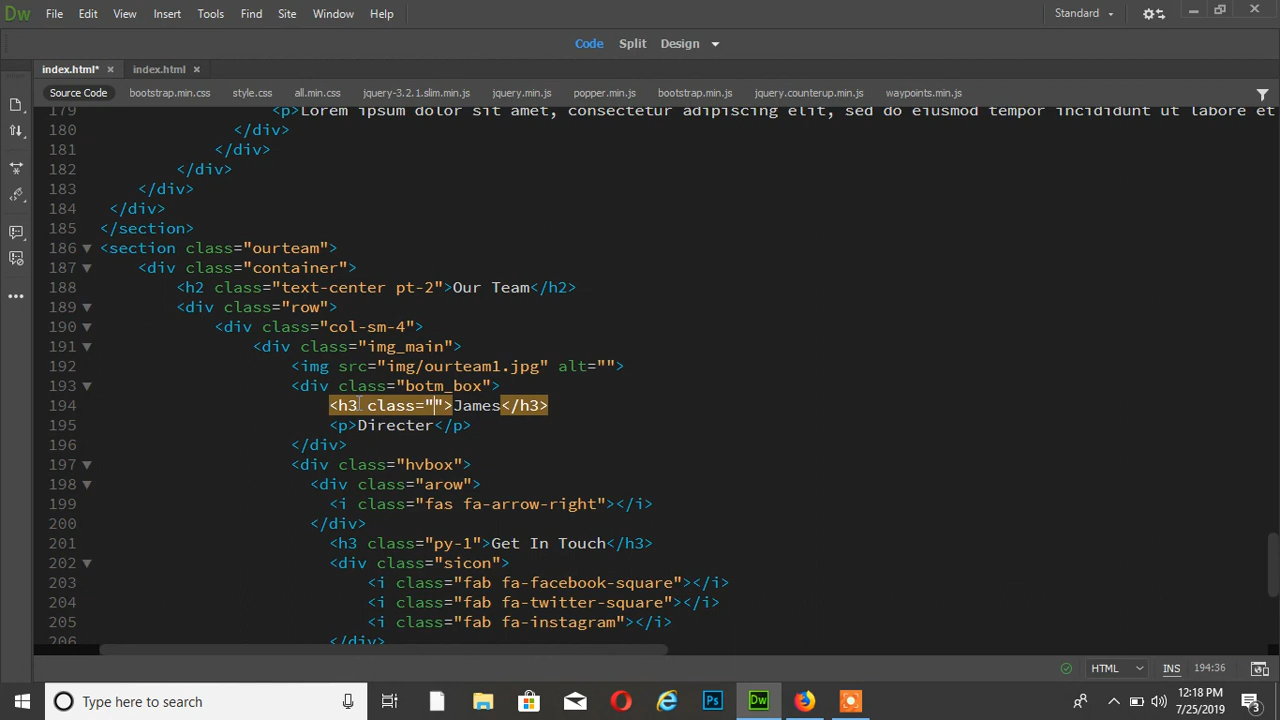 Dw File Edit View Insert Tools Find Site Window Help Standard
Code Split Design
index.html* × index.html ×
Source Code bootstrap.min.css style.css all.min.css jquery-3.2.1.slim.min.js jquery.min.js popper.min.js bootstrap.min.js jquery.counterup.min.js waypoints.min.js
179 <p>Lorem ipsum dolor sit amet, consectetur adipiscing elit, sed do eiusmod tempor incididunt ut labore et
180 </div>
181 </div>
182 </div>
183 </div>
184 </div>
185 </section>
186 <section class="ourteam">
187 <div class="container">
188 <h2 class="text-center pt-2">Our Team</h2>
189 <div class="row">
190 <div class="col-sm-4">
191 <div class="img_main">
192 <img src="img/ourteam1.jpg" alt="">
193 <div class="botm_box">
194 <h3 class="">James</h3>
195 <p>Directer</p>
196 </div>
197 <div class="hvbox">
198 <div class="arow">
199 <i class="fas fa-arrow-right"></i>
200 </div>
201 <h3 class="py-1">Get In Touch</h3>
202 <div class="sicon">
203 <i class="fab fa-facebook-square"></i>
204 <i class="fab fa-twitter-square"></i>
205 <i class="fab fa-instagram"></i>
206 </div>
HTML INS 194:36
Type here to search Ps Dw 12:18 PM
7/25/2019 3